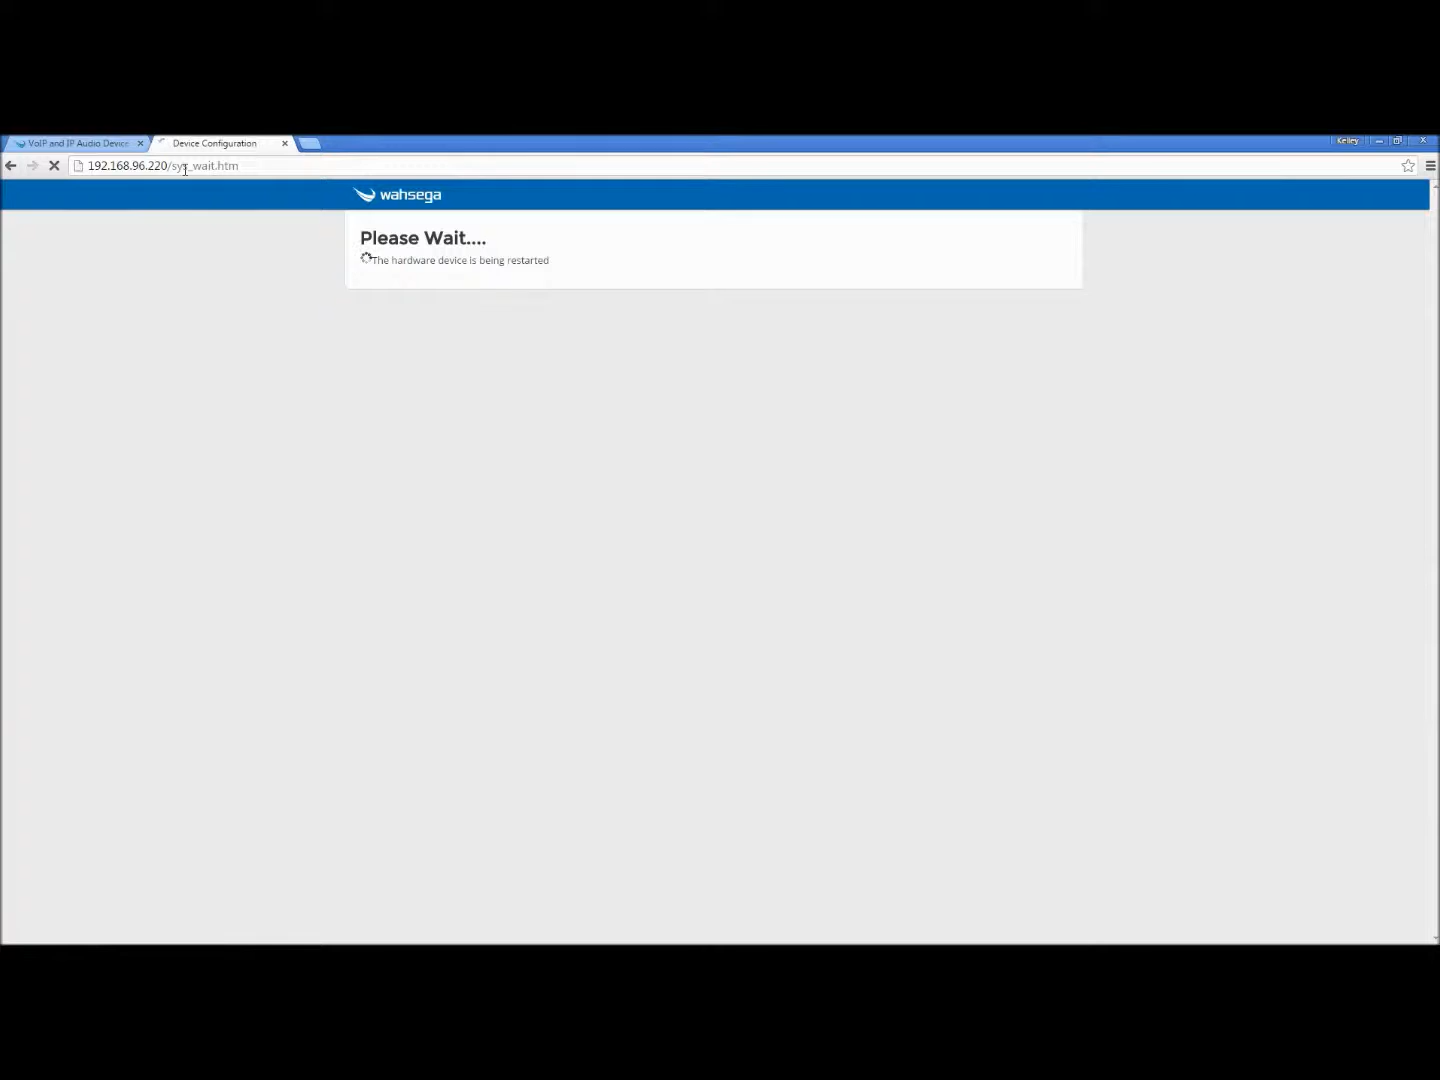 VoIP and IP Audio Device
Device Configuration
Kelley
192.168.96.220/sys_wait.htm
wahsega
Please Wait....
The hardware device is being restarted